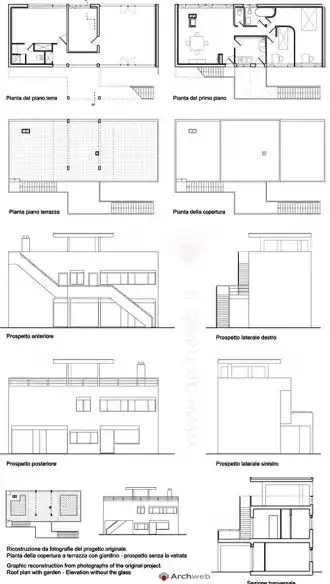 Pianta del piano terra
Pianta del primo piano
Pianta piano terrazza
Pianta della copertura
Prospetto anteriore
Prospetto laterale destro
Prospetto posteriore
Prospetto laterale sinistro
Ricostruzione da fotografie del progetto originale.
Pianta della copertura a terrazza con giardino - prospetto senza la vetrata
Graphic reconstruction from photographs of the original project.
Roof plan with garden - Elevation without the glass
Archweb
Sezione trasversale